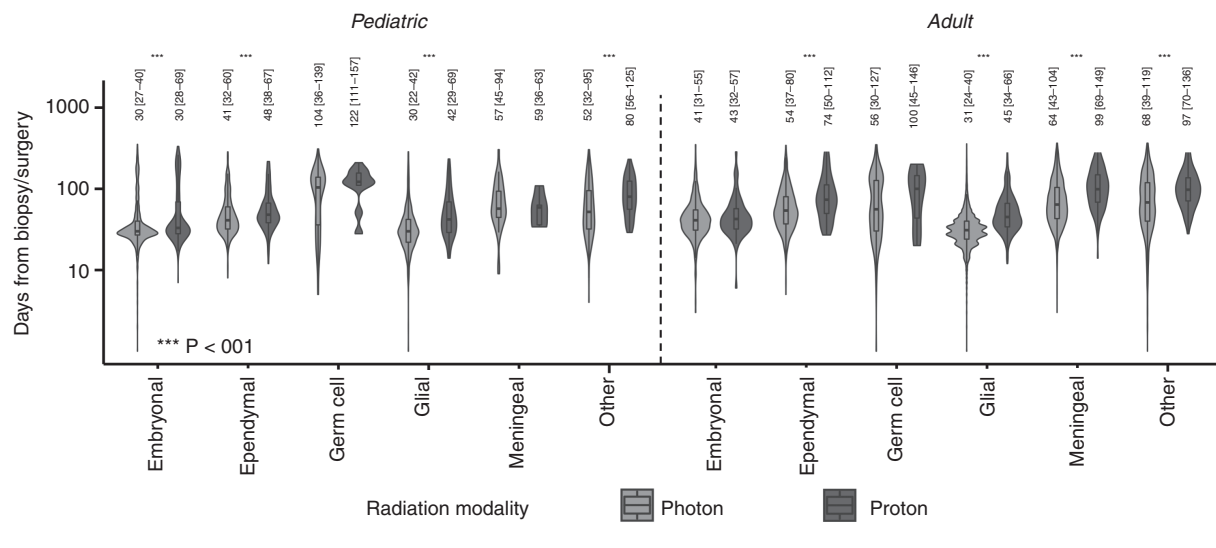 Pediatric
Adult
*** *** *** *** *** *** *** ***
30 [27–40]
30 [28–69]
41 [32–60]
48 [38–67]
104 [36–139]
122 [111–157]
30 [22–42]
42 [29–69]
57 [45–94]
59 [36–63]
52 [32–95]
80 [56–125]
41 [31–55]
43 [32–57]
54 [37–80]
74 [50–112]
56 [30–127]
100 [45–146]
31 [24–40]
45 [34–66]
64 [43–104]
99 [69–149]
68 [39–119]
97 [70–136]
Days from biopsy/surgery
1000
100
10
*** P < 001
Embryonal
Ependymal
Germ cell
Glial
Meningeal
Other
Embryonal
Ependymal
Germ cell
Glial
Meningeal
Other
Radiation modality
Photon
Proton